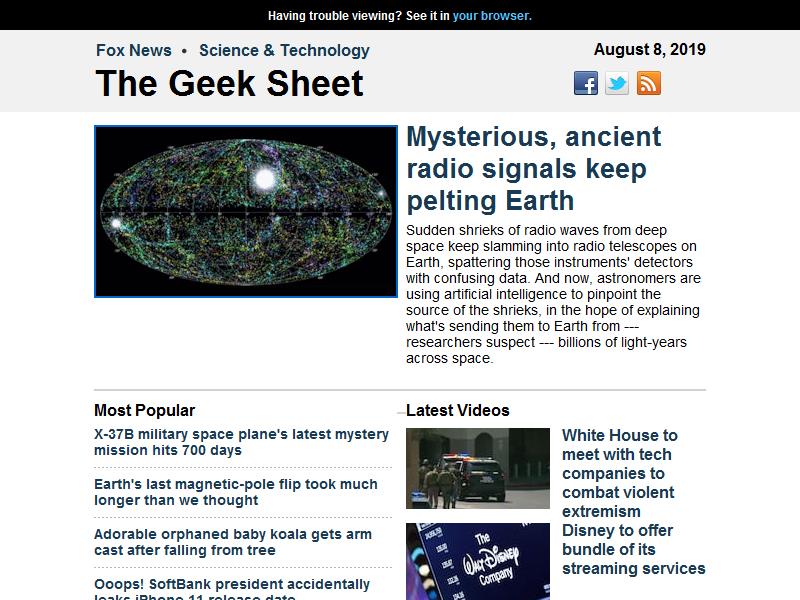 Having trouble viewing? See it in your browser.
Fox News • Science & Technology
August 8, 2019
The Geek Sheet
Mysterious, ancient
radio signals keep
pelting Earth
Sudden shrieks of radio waves from deep
space keep slamming into radio telescopes on
Earth, spattering those instruments' detectors
with confusing data. And now, astronomers are
using artificial intelligence to pinpoint the
source of the shrieks, in the hope of explaining
what's sending them to Earth from ---
researchers suspect --- billions of light-years
across space.
Most Popular
X-37B military space plane's latest mystery
mission hits 700 days
Earth's last magnetic-pole flip took much
longer than we thought
Adorable orphaned baby koala gets arm
cast after falling from tree
Ooops! SoftBank president accidentally
leaks iPhone 11 release date
Latest Videos
White House to
meet with tech
companies to
combat violent
extremism
The
Walt Disney
Company
Disney to offer
bundle of its
streaming services